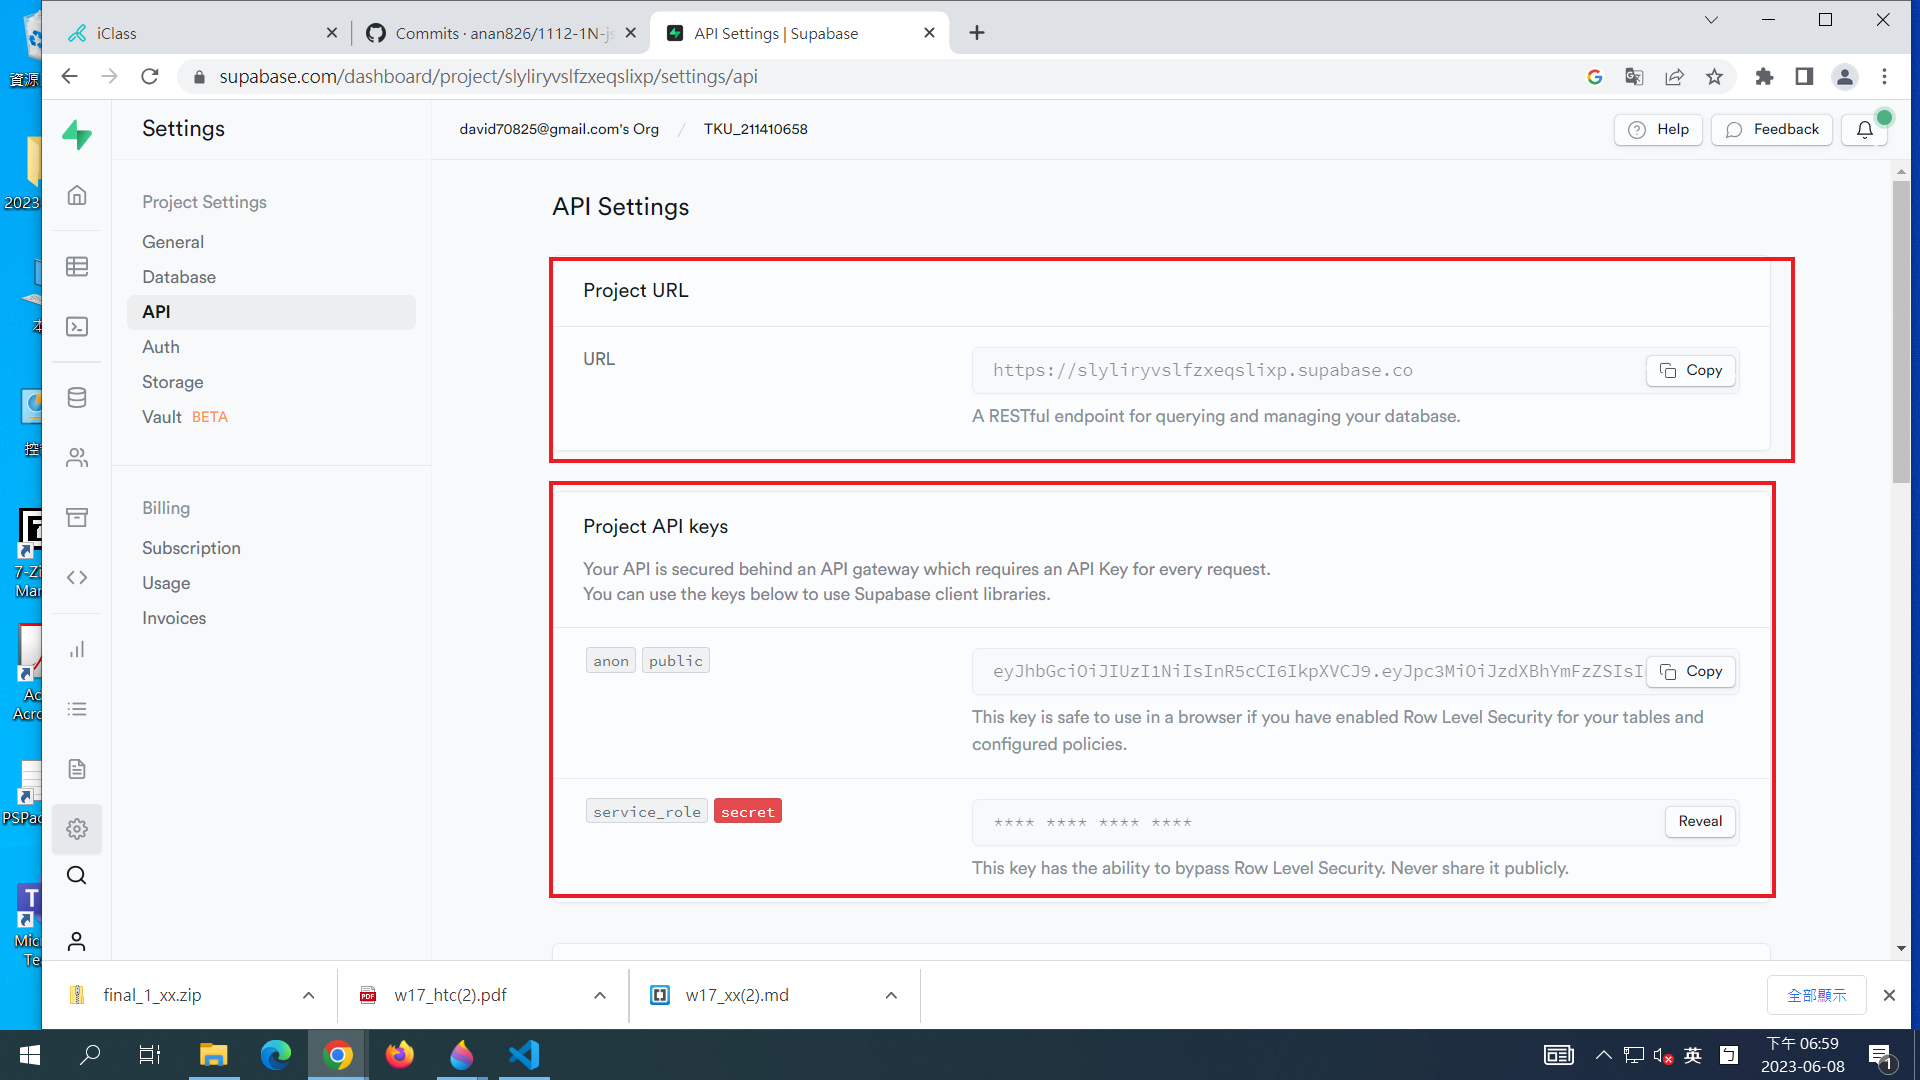 iClass
Commits · anan826/1112-1N-js
API Settings | Supabase
supabase.com/dashboard/project/slyliryvslfzxeqslixp/settings/api
Settings
david70825@gmail.com's Org / TKU_211410658
Help
Feedback
Project Settings
General
Database
API
Auth
Storage
Vault BETA
Billing
Subscription
Usage
Invoices
API Settings
Project URL
URL
https://slyliryvslfzxeqslixp.supabase.co
Copy
A RESTful endpoint for querying and managing your database.
Project API keys
Your API is secured behind an API gateway which requires an API Key for every request.
You can use the keys below to use Supabase client libraries.
anon public
eyJhbGciOiJIUzI1NiIsInR5cCI6IkpXVCJ9.eyJpc3MiOiJzdXBhYmFzZSIsI
Copy
This key is safe to use in a browser if you have enabled Row Level Security for your tables and
configured policies.
service_role secret
**** **** **** ****
Reveal
This key has the ability to bypass Row Level Security. Never share it publicly.
資源
2023
本
控
7-Zi
Man
Ac
Acro
PSPad
Micr
Te
final_1_xx.zip
w17_htc(2).pdf
w17_xx(2).md
全部顯示
英
ㄅ
下午 06:59
2023-06-08
1